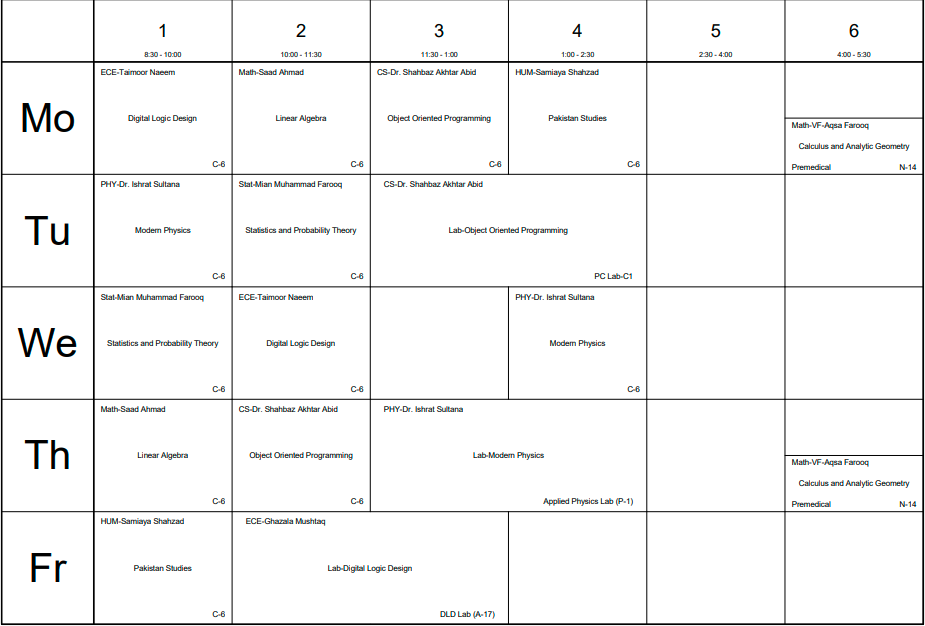 1 2 3 4 5 6
8:30 - 10:00 10:00 - 11:30 11:30 - 1:00 1:00 - 2:30 2:30 - 4:00 4:00 - 5:30
Mo
ECE-Taimoor Naeem
Digital Logic Design
C-6
Math-Saad Ahmad
Linear Algebra
C-6
CS-Dr. Shahbaz Akhtar Abid
Object Oriented Programming
C-6
HUM-Samiaya Shahzad
Pakistan Studies
C-6
Math-VF-Aqsa Farooq
Calculus and Analytic Geometry
Premedical N-14
Tu
PHY-Dr. Ishrat Sultana
Modern Physics
C-6
Stat-Mian Muhammad Farooq
Statistics and Probability Theory
C-6
CS-Dr. Shahbaz Akhtar Abid
Lab-Object Oriented Programming
PC Lab-C1
We
Stat-Mian Muhammad Farooq
Statistics and Probability Theory
C-6
ECE-Taimoor Naeem
Digital Logic Design
C-6
PHY-Dr. Ishrat Sultana
Modern Physics
C-6
Th
Math-Saad Ahmad
Linear Algebra
C-6
CS-Dr. Shahbaz Akhtar Abid
Object Oriented Programming
C-6
PHY-Dr. Ishrat Sultana
Lab-Modern Physics
Applied Physics Lab (P-1)
Math-VF-Aqsa Farooq
Calculus and Analytic Geometry
Premedical N-14
Fr
HUM-Samiaya Shahzad
Pakistan Studies
C-6
ECE-Ghazala Mushtaq
Lab-Digital Logic Design
DLD Lab (A-17)